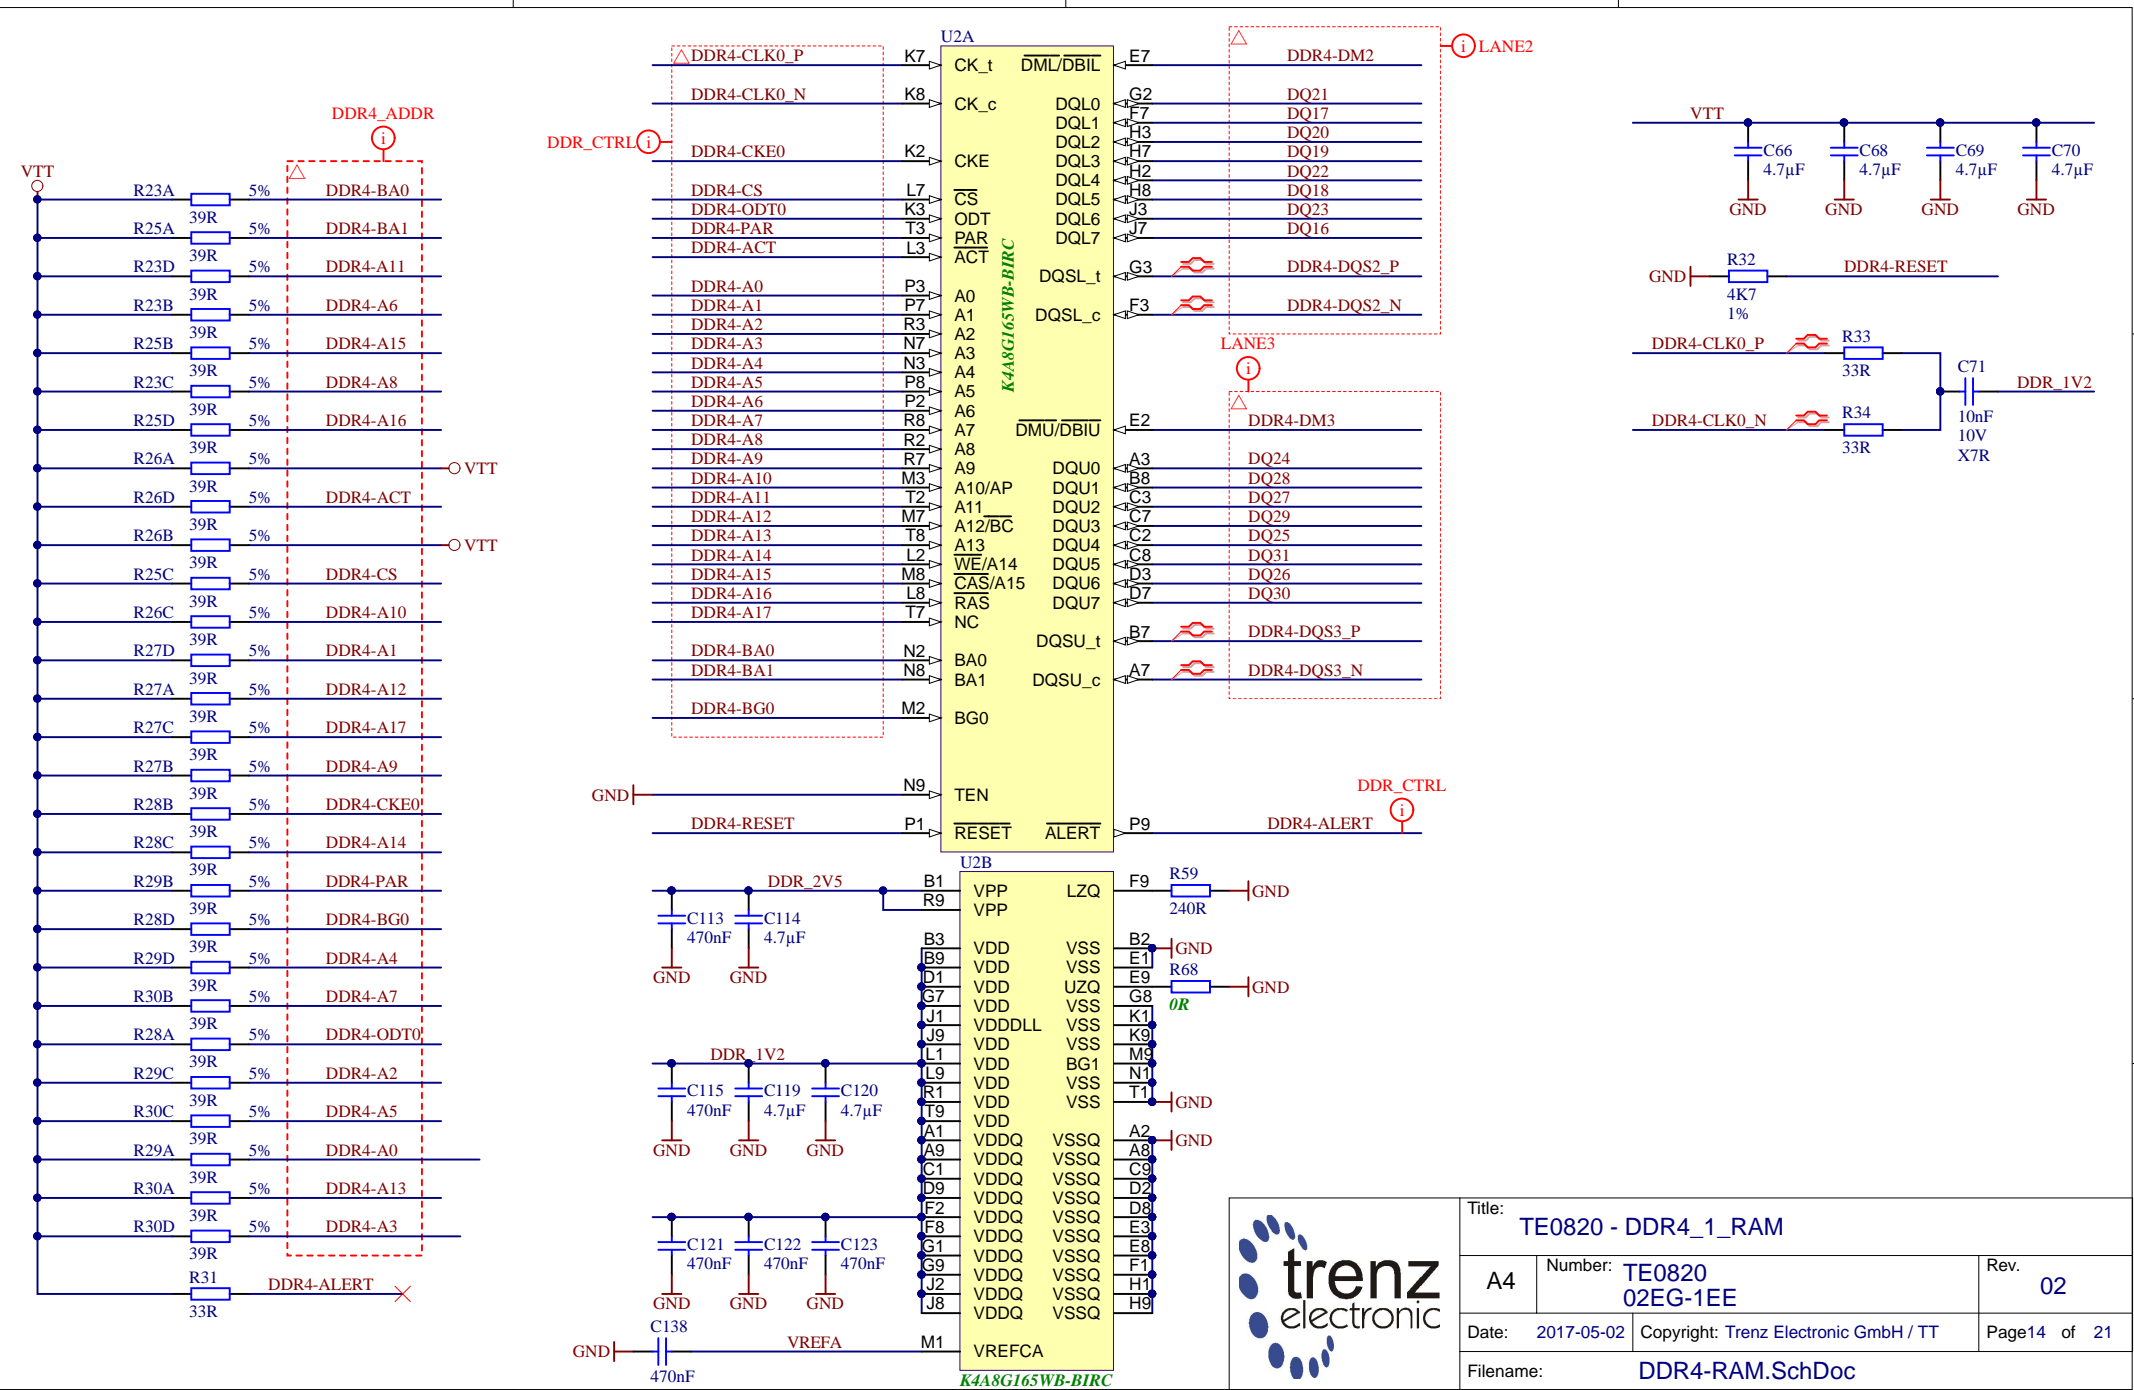 DDR4_ADDR
VTT
R23A 5% DDR4-BA0
39R
R25A 5% DDR4-BA1
39R
R23D 5% DDR4-A11
39R
R23B 5% DDR4-A6
39R
R25B 5% DDR4-A15
39R
R23C 5% DDR4-A8
39R
R25D 5% DDR4-A16
39R
R26A 5% VTT
39R
R26D 5% DDR4-ACT
39R
R26B 5% VTT
39R
R25C 5% DDR4-CS
39R
R26C 5% DDR4-A10
39R
R27D 5% DDR4-A1
39R
R27A 5% DDR4-A12
39R
R27C 5% DDR4-A17
39R
R27B 5% DDR4-A9
39R
R28B 5% DDR4-CKE0
39R
R28C 5% DDR4-A14
39R
R29B 5% DDR4-PAR
39R
R28D 5% DDR4-BG0
39R
R29D 5% DDR4-A4
39R
R30B 5% DDR4-A7
39R
R28A 5% DDR4-ODT0
39R
R29C 5% DDR4-A2
39R
R30C 5% DDR4-A5
39R
R29A 5% DDR4-A0
39R
R30A 5% DDR4-A13
39R
R30D 5% DDR4-A3
39R
R31 DDR4-ALERT
33R
U2A
K4A8G165WB-BIRC
DDR_CTRL i
DDR4-CLK0_P K7 CK_t
DDR4-CLK0_N K8 CK_c
DDR4-CKE0 K2 CKE
DDR4-CS L7 CS
DDR4-ODT0 K3 ODT
DDR4-PAR T3 PAR
DDR4-ACT L3 ACT
DDR4-A0 P3 A0
DDR4-A1 P7 A1
DDR4-A2 R3 A2
DDR4-A3 N7 A3
DDR4-A4 N3 A4
DDR4-A5 P8 A5
DDR4-A6 P2 A6
DDR4-A7 R8 A7
DDR4-A8 R2 A8
DDR4-A9 R7 A9
DDR4-A10 M3 A10/AP
DDR4-A11 T2 A11
DDR4-A12 M7 A12/BC
DDR4-A13 T8 A13
DDR4-A14 L2 WE/A14
DDR4-A15 M8 CAS/A15
DDR4-A16 L8 RAS
DDR4-A17 T7 NC
DDR4-BA0 N2 BA0
DDR4-BA1 N8 BA1
DDR4-BG0 M2 BG0
GND N9 TEN
DDR4-RESET P1 RESET
i LANE2
DML/DBIL E7 DDR4-DM2
DQL0 G2 DQ21
DQL1 F7 DQ17
DQL2 H3 DQ20
DQL3 H7 DQ19
DQL4 H2 DQ22
DQL5 H8 DQ18
DQL6 J3 DQ23
DQL7 J7 DQ16
DQSL_t G3 DDR4-DQS2_P
DQSL_c F3 DDR4-DQS2_N
LANE3
i
DMU/DBIU E2 DDR4-DM3
DQU0 A3 DQ24
DQU1 B8 DQ28
DQU2 C3 DQ27
DQU3 C7 DQ29
DQU4 C2 DQ25
DQU5 C8 DQ31
DQU6 D3 DQ26
DQU7 D7 DQ30
DQSU_t B7 DDR4-DQS3_P
DQSU_c A7 DDR4-DQS3_N
DDR_CTRL
i
ALERT P9 DDR4-ALERT
U2B
DDR_2V5 B1 VPP
R9 VPP
C113 C114
470nF 4.7µF
GND GND
B3 VDD
B9 VDD
D1 VDD
G7 VDD
J1 VDDDLL
J9 VDD
DDR_1V2 L1 VDD
L9 VDD
R1 VDD
T9 VDD
C115 C119 C120
470nF 4.7µF 4.7µF
GND GND GND
A1 VDDQ
A9 VDDQ
C1 VDDQ
D9 VDDQ
F2 VDDQ
F8 VDDQ
G1 VDDQ
G9 VDDQ
J2 VDDQ
J8 VDDQ
C121 C122 C123
470nF 470nF 470nF
GND GND GND
C138
GND VREFA M1 VREFCA
470nF
K4A8G165WB-BIRC
LZQ F9 R59 GND
240R
VSS B2 GND
VSS E1
UZQ E9 R68 GND
0R
VSS G8
VSS K1
VSS K9
BG1 M9
VSS N1
VSS T1 GND
VSSQ A2 GND
VSSQ A8
VSSQ C9
VSSQ D2
VSSQ D8
VSSQ E3
VSSQ E8
VSSQ F1
VSSQ H1
VSSQ H9
VTT
C66 C68 C69 C70
4.7µF 4.7µF 4.7µF 4.7µF
GND GND GND GND
GND R32 DDR4-RESET
4K7
1%
DDR4-CLK0_P R33
33R
C71 DDR_1V2
10nF
10V
X7R
DDR4-CLK0_N R34
33R
trenz
electronic
Title:
TE0820 - DDR4_1_RAM
A4
Number: TE0820
02EG-1EE
Rev.
02
Date: 2017-05-02 Copyright: Trenz Electronic GmbH / TT Page14 of 21
Filename: DDR4-RAM.SchDoc